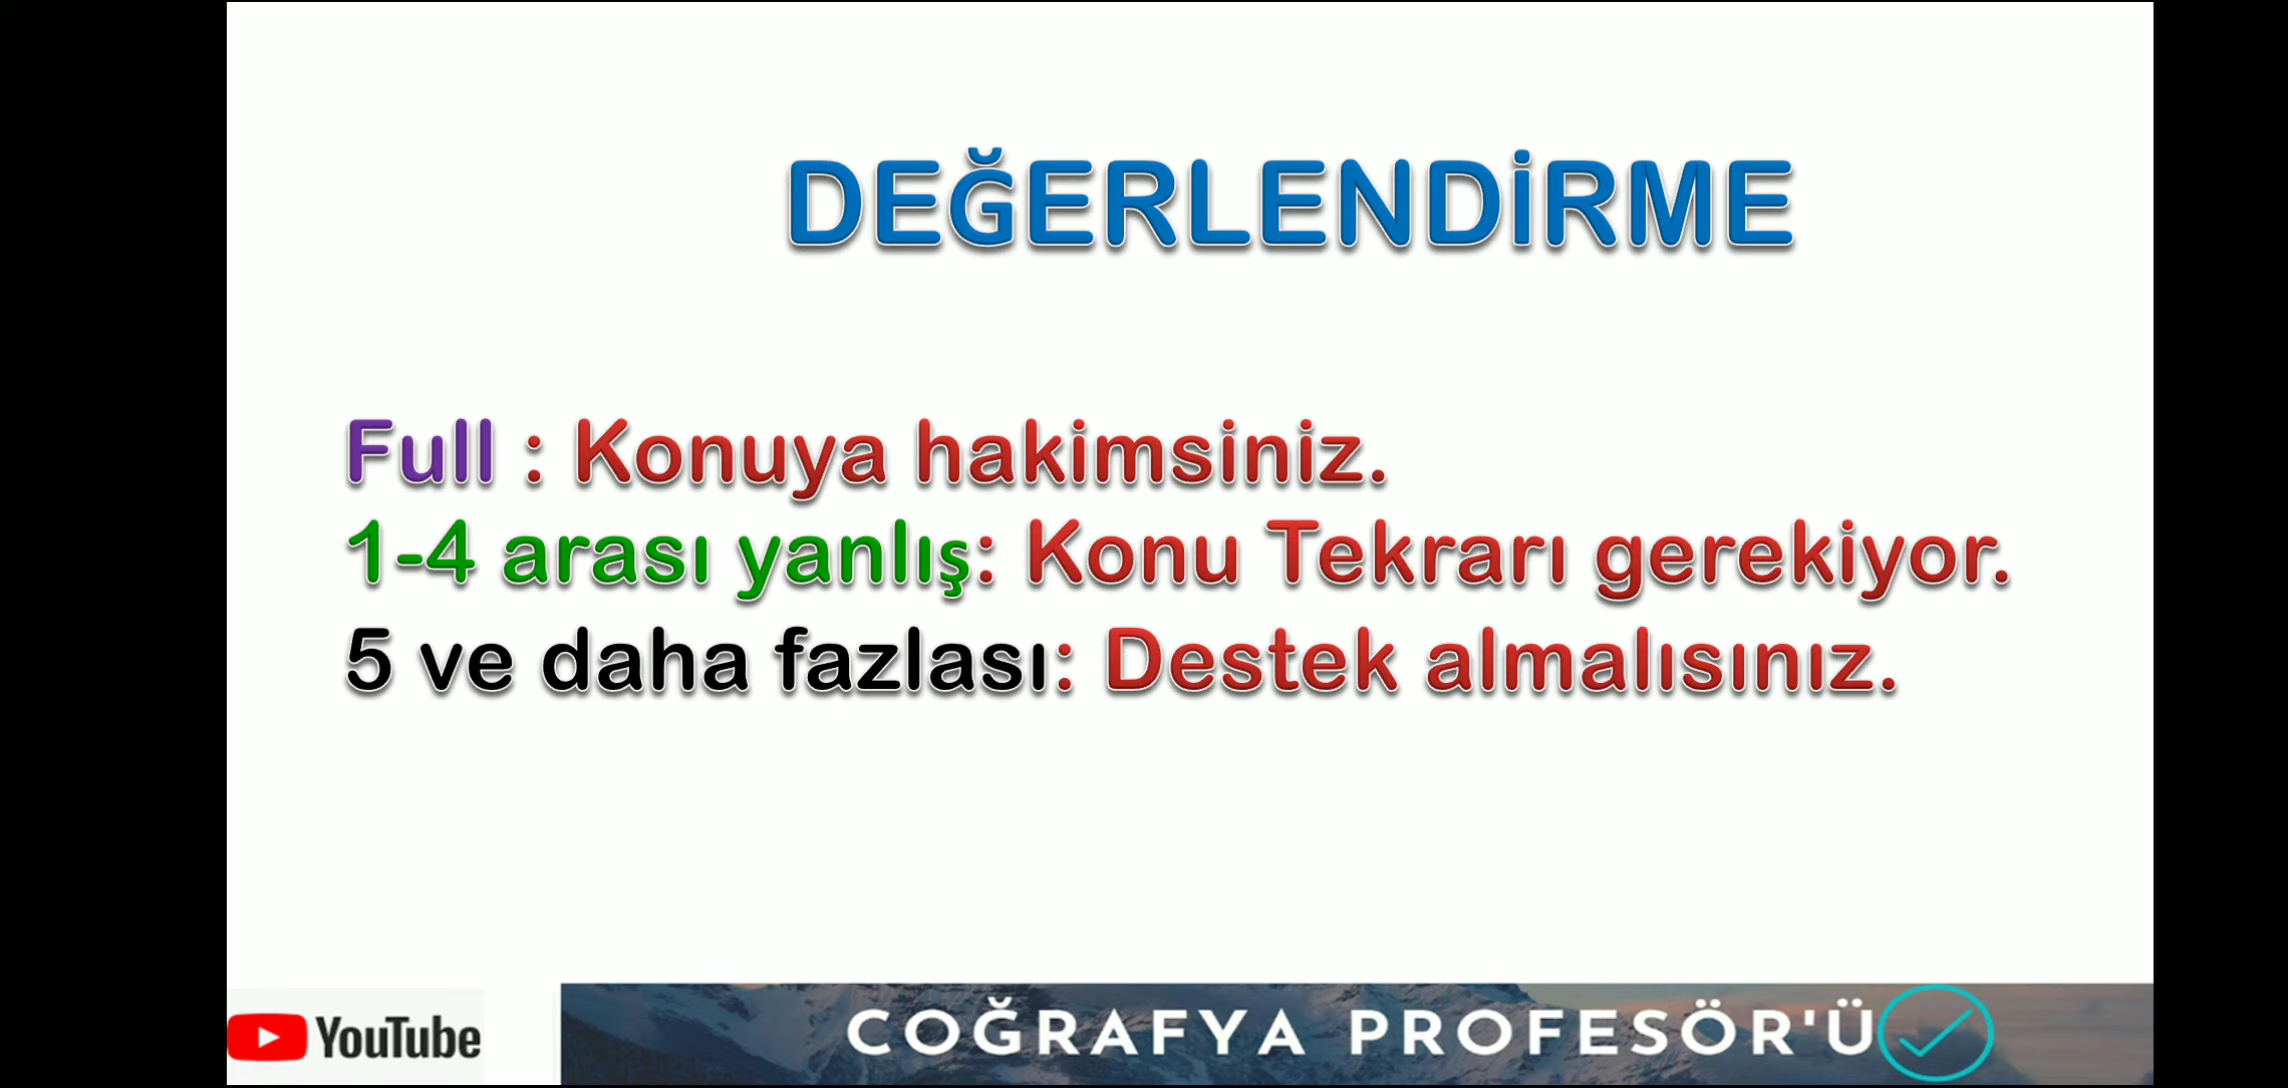 DEĞERLENDİRME
Full : Konuya hakimsiniz.
1-4 arası yanlış: Konu Tekrarı gerekiyor.
5 ve daha fazlası: Destek almalısınız.
YouTube
COĞRAFYA PROFESÖR'Ü